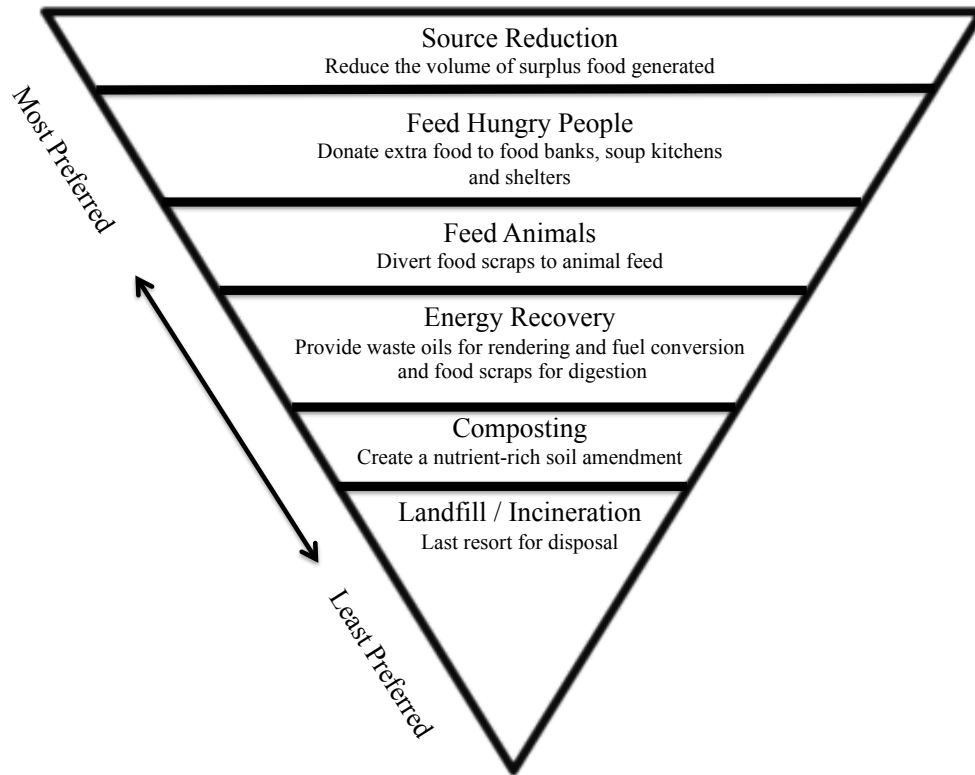 Source Reduction
Reduce the volume of surplus food generated
Feed Hungry People
Donate extra food to food banks, soup kitchens
and shelters
Feed Animals
Divert food scraps to animal feed
Energy Recovery
Provide waste oils for rendering and fuel conversion
and food scraps for digestion
Composting
Create a nutrient-rich soil amendment
Landfill / Incineration
Last resort for disposal
Most Preferred
Least Preferred